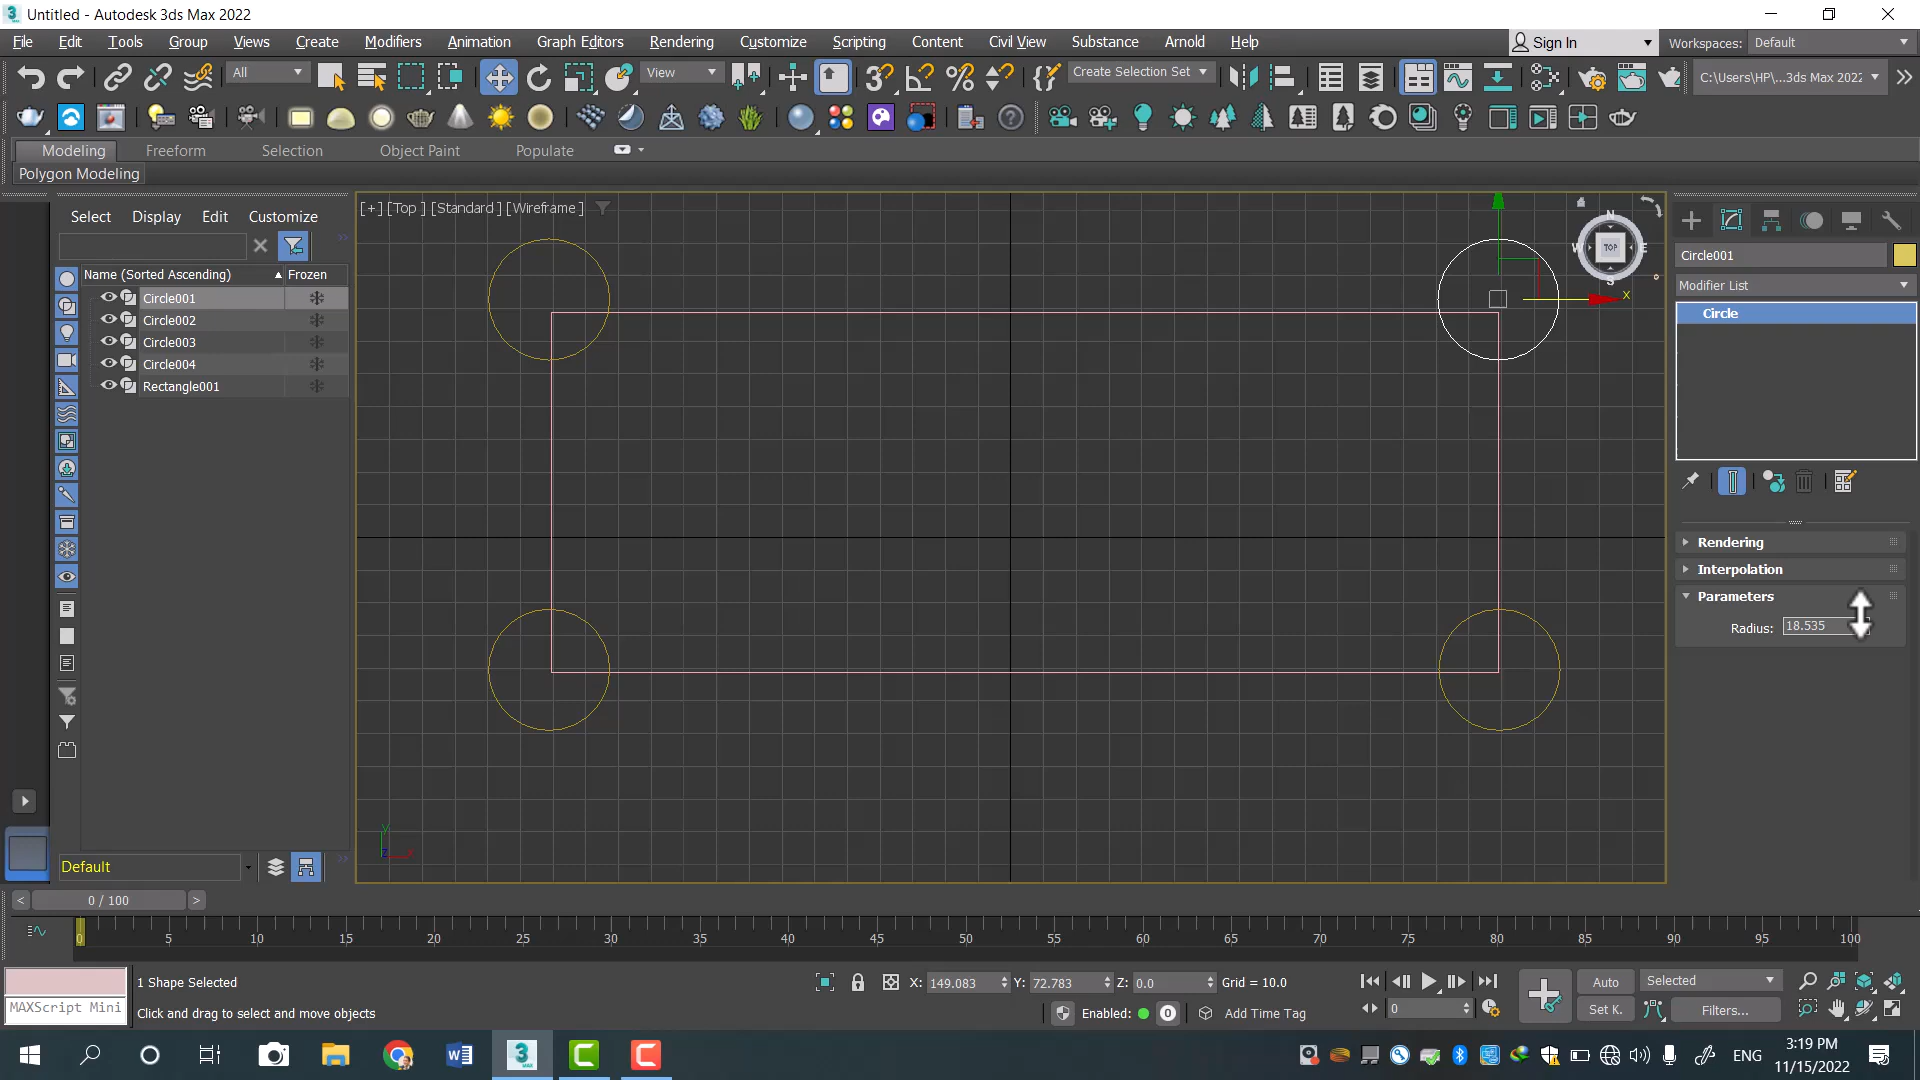 Untitled - Autodesk 3ds Max 2022
File Edit Tools Group Views Create Modifiers Animation Graph Editors Rendering Customize Scripting Content Civil View Substance Arnold Help Sign In Workspaces: Default
All View Create Selection Set C:\Users\HP\...3ds Max 2022
Modeling Freeform Selection Object Paint Populate
Polygon Modeling
Select Display Edit Customize
[+] [Top ] [Standard ] [Wireframe ]
N
W TOP E
S
x
Name (Sorted Ascending) Frozen
Circle001
Circle002
Circle003
Circle004
Rectangle001
Circle001
Modifier List
Circle
Rendering
Interpolation
Parameters
Radius: 18.535
y
z x
Default
< 0 / 100 >
0 5 10 15 20 25 30 35 40 45 50 55 60 65 70 75 80 85 90 95 100
MAXScript Mini
1 Shape Selected
Click and drag to select and move objects
X: 149.083 Y: 72.783 Z: 0.0 Grid = 10.0
Enabled: 0 Add Time Tag
0
Auto Selected
Set K. Filters...
ENG
3:19 PM
11/15/2022